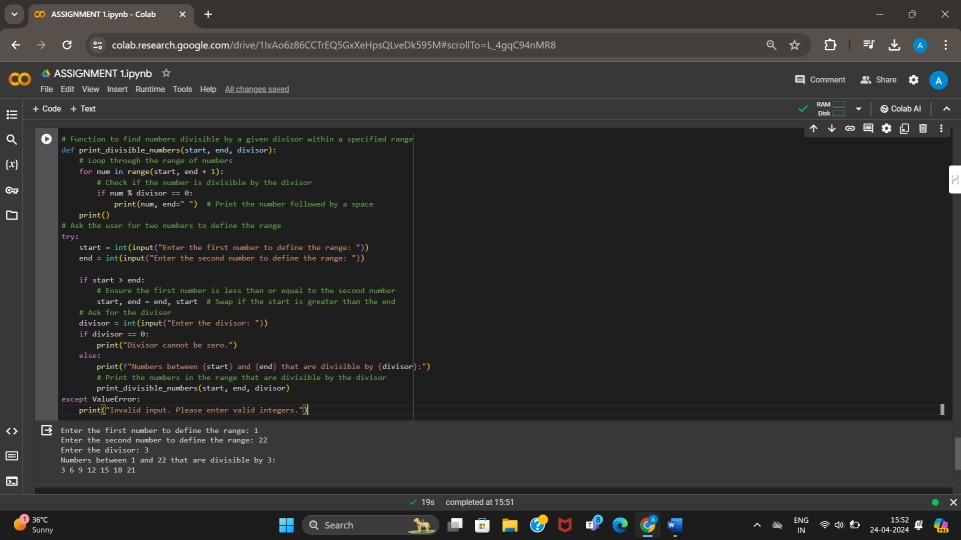 ASSIGNMENT 1.ipynb - Colab
colab.research.google.com/drive/1lxAo6z86CCTrEQ5GxXeHpsQLveDk595M#scrollTo=L_4gqC94nMR8
A
ASSIGNMENT 1.ipynb
File Edit View Insert Runtime Tools Help All changes saved
Comment Share A
+ Code + Text
RAM
Disk
Colab AI
# Function to find numbers divisible by a given divisor within a specified range
def print_divisible_numbers(start, end, divisor):
    # Loop through the range of numbers
    for num in range(start, end + 1):
        # Check if the number is divisible by the divisor
        if num % divisor == 0:
            print(num, end=" ")  # Print the number followed by a space
    print()
# Ask the user for two numbers to define the range
try:
    start = int(input("Enter the first number to define the range: "))
    end = int(input("Enter the second number to define the range: "))
    if start > end:
        # Ensure the first number is less than or equal to the second number
        start, end = end, start  # Swap if the start is greater than the end
    # Ask for the divisor
    divisor = int(input("Enter the divisor: "))
    if divisor == 0:
        print("Divisor cannot be zero.")
    else:
        print(f"Numbers between {start} and {end} that are divisible by {divisor}:")
        # Print the numbers in the range that are divisible by the divisor
        print_divisible_numbers(start, end, divisor)
except ValueError:
    print("Invalid input. Please enter valid integers.")
Enter the first number to define the range: 1
Enter the second number to define the range: 22
Enter the divisor: 3
Numbers between 1 and 22 that are divisible by 3:
3 6 9 12 15 18 21
19s completed at 15:51
36°C
Sunny
Search
ENG
IN
15:52
24-04-2024